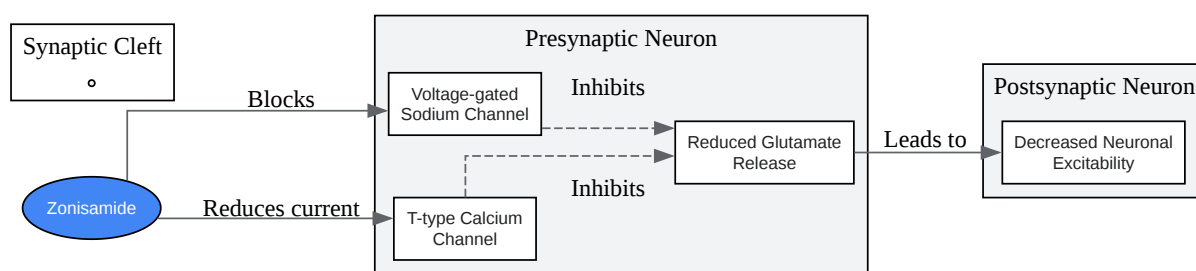 Synaptic Cleft
Presynaptic Neuron
Postsynaptic Neuron
Blocks
Voltage-gated
Sodium Channel
Inhibits
Reduced Glutamate
Release
Leads to
Decreased Neuronal
Excitability
Zonisamide
Reduces current
T-type Calcium
Channel
Inhibits